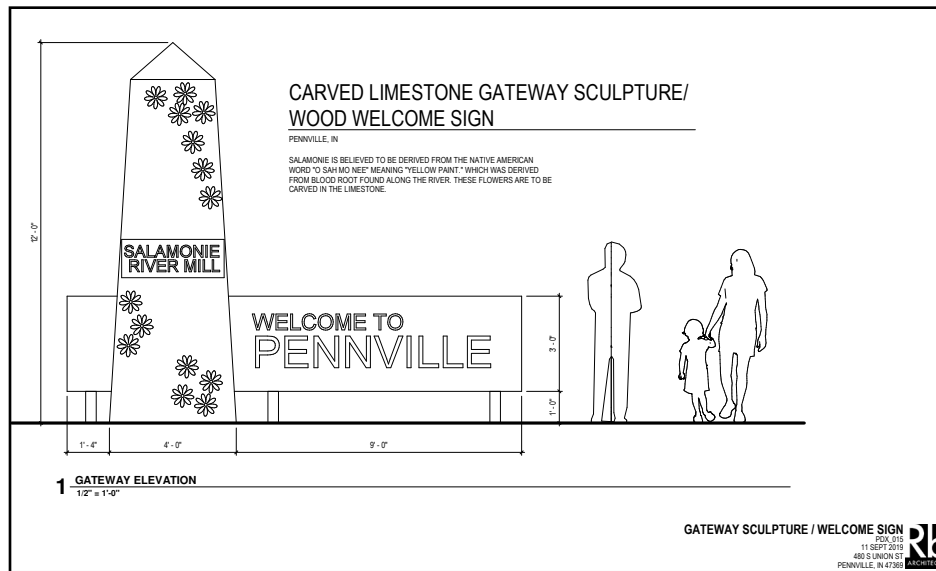 CARVED LIMESTONE GATEWAY SCULPTURE/
WOOD WELCOME SIGN
PENNVILLE, IN
SALAMONIE IS BELIEVED TO BE DERIVED FROM THE NATIVE AMERICAN
WORD "O SAH MO NEE" MEANING "YELLOW PAINT." WHICH WAS DERIVED
FROM BLOOD ROOT FOUND ALONG THE RIVER. THESE FLOWERS ARE TO BE
CARVED IN THE LIMESTONE.
12' - 0"
SALAMONIE
RIVER MILL
WELCOME TO
PENNVILLE
3' - 0"
1' - 0"
1' - 4"
4' - 0"
9' - 0"
1 GATEWAY ELEVATION
1/2" = 1'-0"
GATEWAY SCULPTURE / WELCOME SIGN
PDX_015
11 SEPT 2019
480 S UNION ST
PENNVILLE, IN 47369